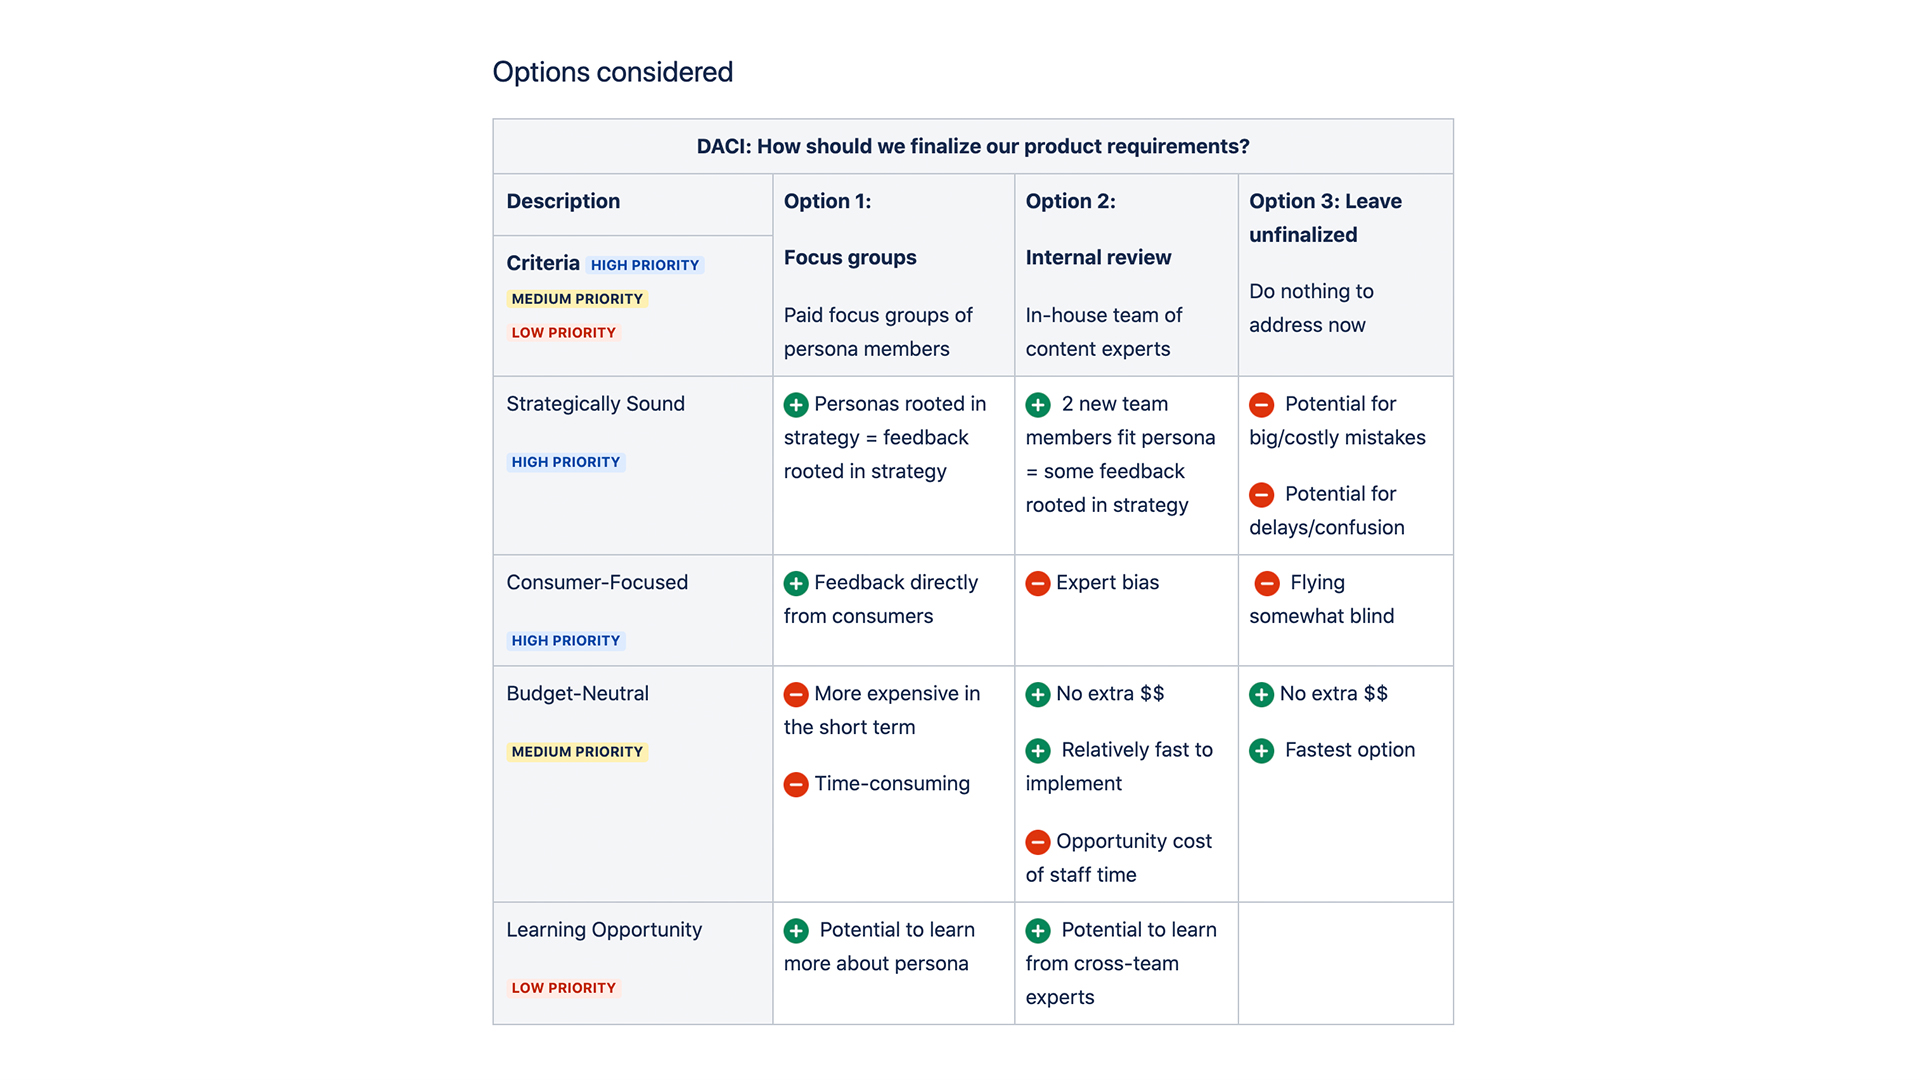 Options considered
DACI: How should we finalize our product requirements?
Description
Criteria HIGH PRIORITY
MEDIUM PRIORITY
LOW PRIORITY
Option 1:
Focus groups
Paid focus groups of
persona members
Option 2:
Internal review
In-house team of
content experts
Option 3: Leave
unfinalized
Do nothing to
address now
Strategically Sound
HIGH PRIORITY
Personas rooted in
strategy = feedback
rooted in strategy
2 new team
members fit persona
= some feedback
rooted in strategy
Potential for
big/costly mistakes
Potential for
delays/confusion
Consumer-Focused
HIGH PRIORITY
Feedback directly
from consumers
Expert bias
Flying
somewhat blind
Budget-Neutral
MEDIUM PRIORITY
More expensive in
the short term
Time-consuming
No extra $$
Relatively fast to
implement
Opportunity cost
of staff time
No extra $$
Fastest option
Learning Opportunity
LOW PRIORITY
Potential to learn
more about persona
Potential to learn
from cross-team
experts